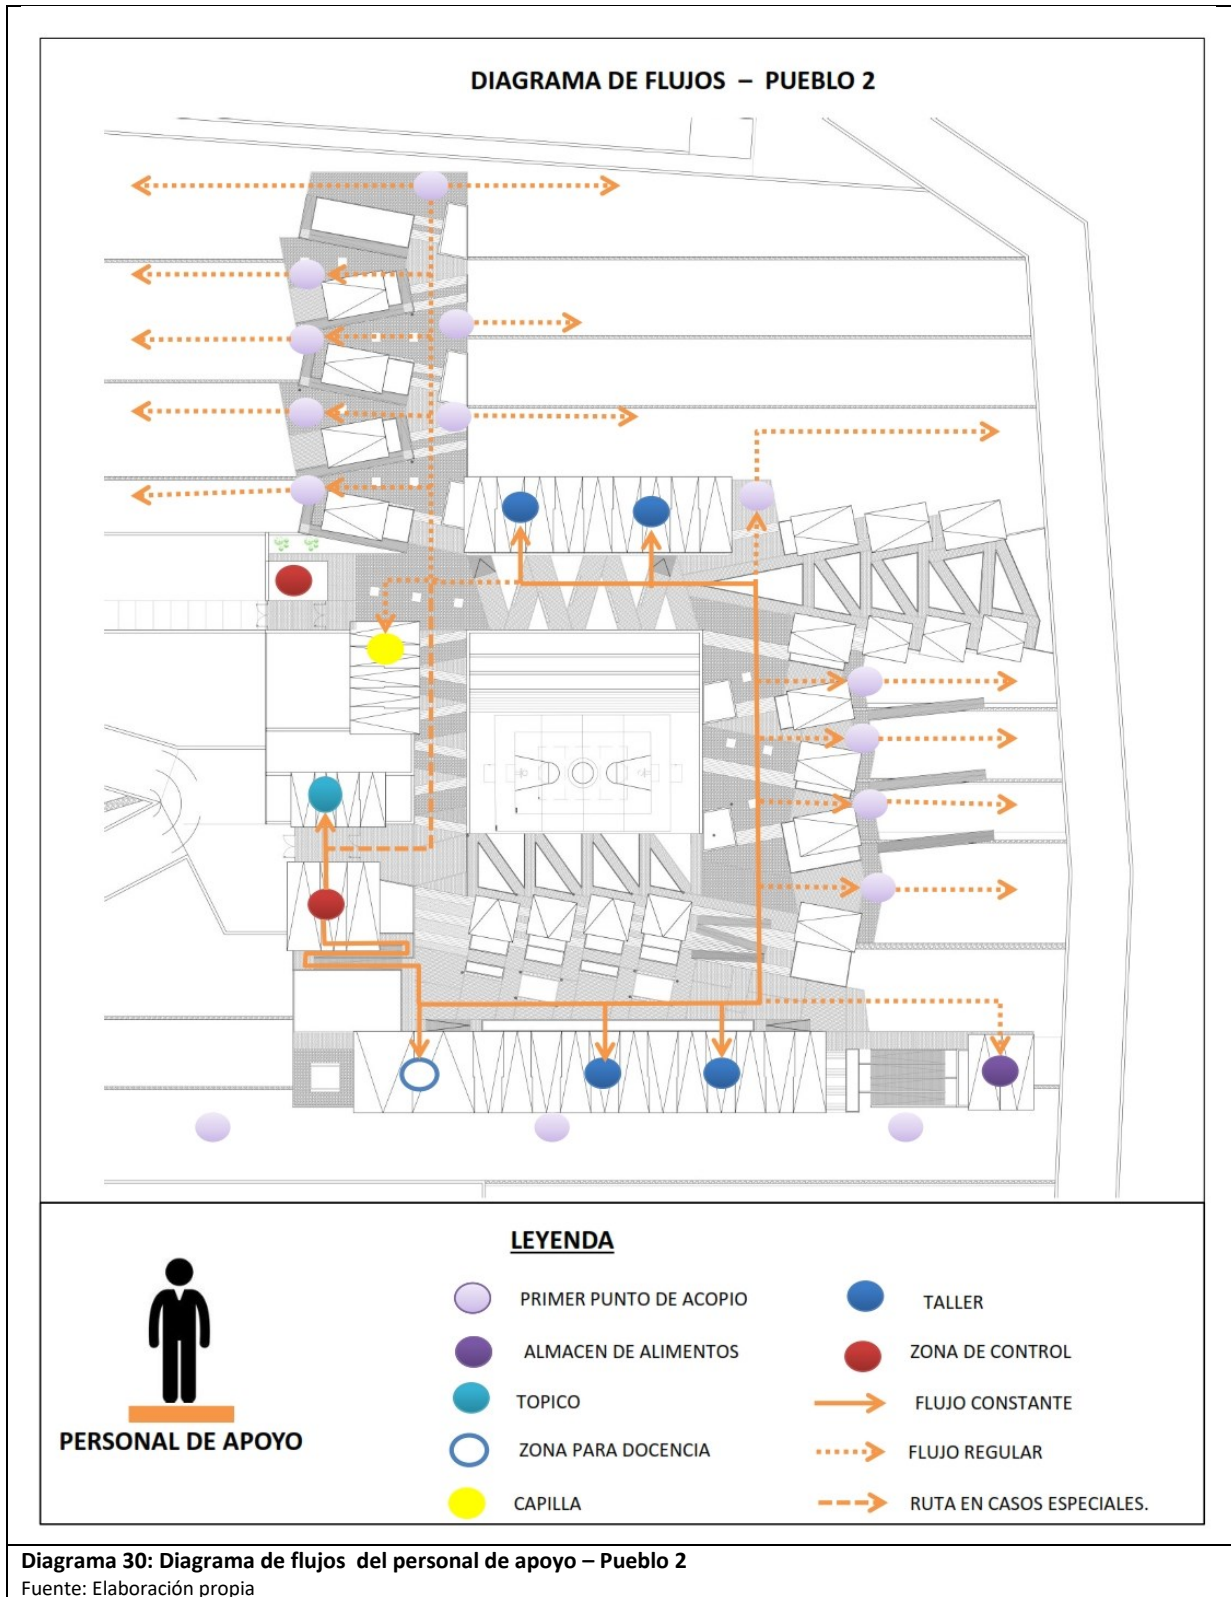 DIAGRAMA DE FLUJOS – PUEBLO 2
LEYENDA
PRIMER PUNTO DE ACOPIO
TALLER
ALMACEN DE ALIMENTOS
ZONA DE CONTROL
TOPICO
FLUJO CONSTANTE
PERSONAL DE APOYO
ZONA PARA DOCENCIA
FLUJO REGULAR
CAPILLA
RUTA EN CASOS ESPECIALES.
Diagrama 30: Diagrama de flujos del personal de apoyo – Pueblo 2
Fuente: Elaboración propia